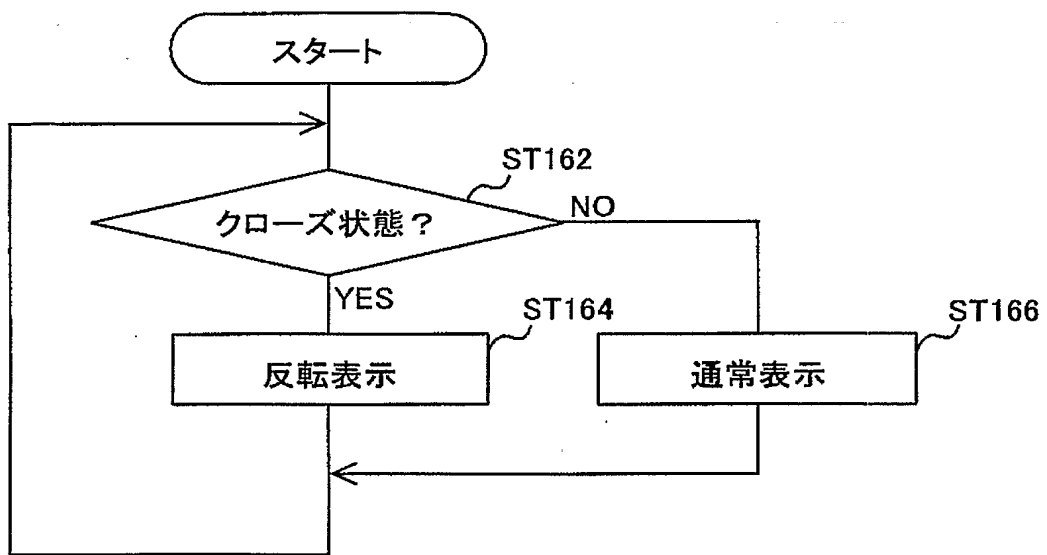 スタート
ST162
クローズ状態？
NO
YES
ST164
ST166
反転表示
通常表示